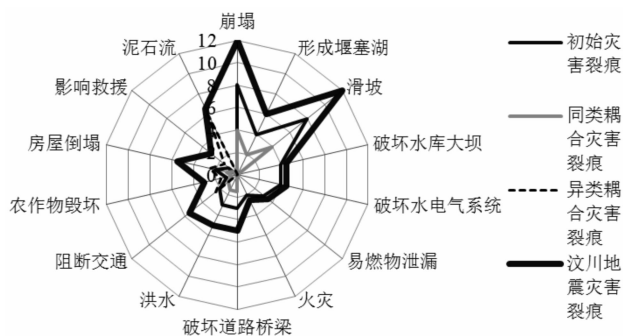 崩塌
12
10
8
6
0
形成堰塞湖
滑坡
破坏水库大坝
破坏水电气系统
易燃物泄漏
火灾
破坏道路桥梁
洪水
阻断交通
农作物毁坏
房屋倒塌
影响救援
泥石流
初始灾
害裂痕
同类耦
合灾害
裂痕
异类耦
合灾害
裂痕
汶川地
震灾害
裂痕